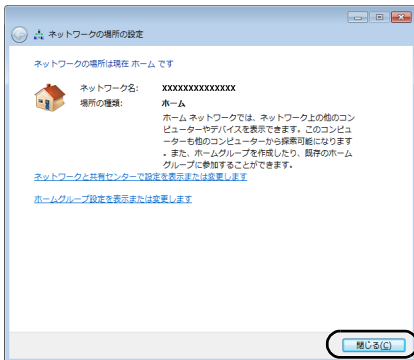 ネットワークの場所の設定
ネットワークの場所は現在 ホーム です
ネットワーク名: XXXXXXXXXXXXXX
場所の種類: ホーム
ホーム ネットワークでは、ネットワーク上の他のコン
ピューターやデバイスを表示できます。このコンピュ
ーターも他のコンピューターから探索可能になります
。また、ホームグループを作成したり、既存のホーム
グループに参加することができます。
ネットワークと共有センターで設定を表示または変更します
ホームグループ設定を表示または変更します
閉じる(C)